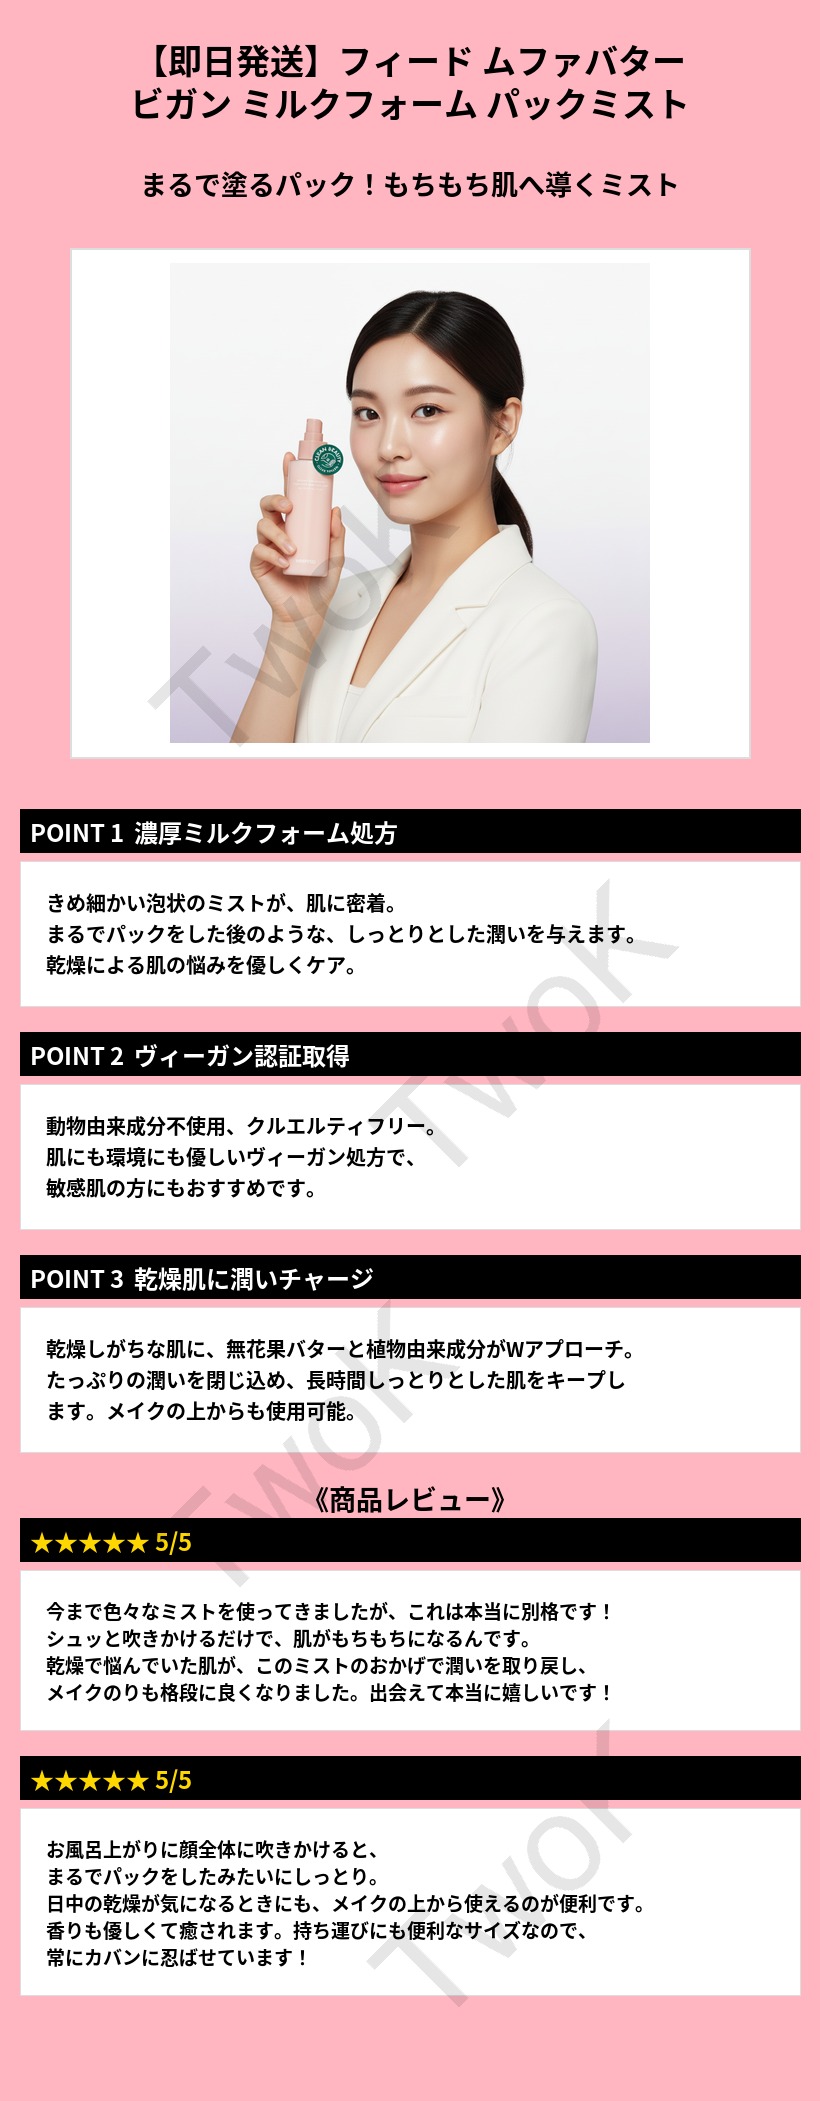 【即日発送】フィード ムファバター
ビガン ミルクフォーム パックミスト
まるで塗るパック！もちもち肌へ導くミスト
CLEAN BEAUTY
TwoK
POINT 1 濃厚ミルクフォーム処方
きめ細かい泡状のミストが、肌に密着。
まるでパックをした後のような、しっとりとした潤いを与えます。
乾燥による肌の悩みを優しくケア。
TwoK
POINT 2 ヴィーガン認証取得
動物由来成分不使用、クルエルティフリー。
肌にも環境にも優しいヴィーガン処方で、
敏感肌の方にもおすすめです。
POINT 3 乾燥肌に潤いチャージ
乾燥しがちな肌に、無花果バターと植物由来成分がWアプローチ。
たっぷりの潤いを閉じ込め、長時間しっとりとした肌をキープし
ます。メイクの上からも使用可能。
TwoK
《商品レビュー》
★★★★★ 5/5
今まで色々なミストを使ってきましたが、これは本当に別格です！
シュッと吹きかけるだけで、肌がもちもちになるんです。
乾燥で悩んでいた肌が、このミストのおかげで潤いを取り戻し、
メイクのりも格段に良くなりました。出会えて本当に嬉しいです！
★★★★★ 5/5
お風呂上がりに顔全体に吹きかけると、
まるでパックをしたみたいにしっとり。
日中の乾燥が気になるときにも、メイクの上から使えるのが便利です。
香りも優しくて癒されます。持ち運びにも便利なサイズなので、
常にカバンに忍ばせています！
TwoK